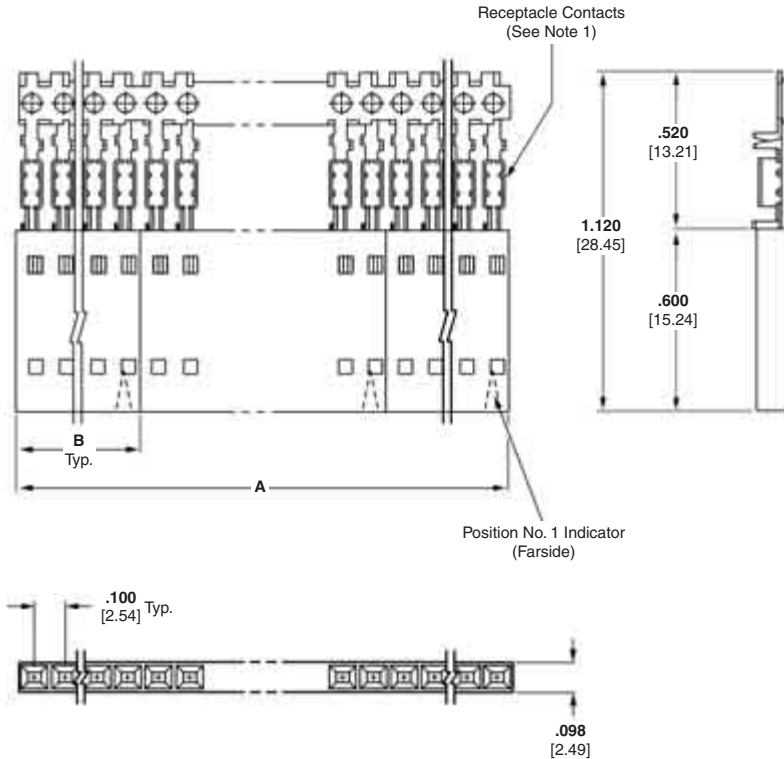 Receptacle Contacts
(See Note 1)
.520
[13.21]
1.120
[28.45]
.600
[15.24]
B
Typ.
A
Position No. 1 Indicator
(Farside)
.100
[2.54] Typ.
.098
[2.49]